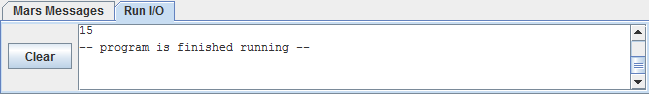 Mars Messages Run I/O
15
-- program is finished running --
Clear